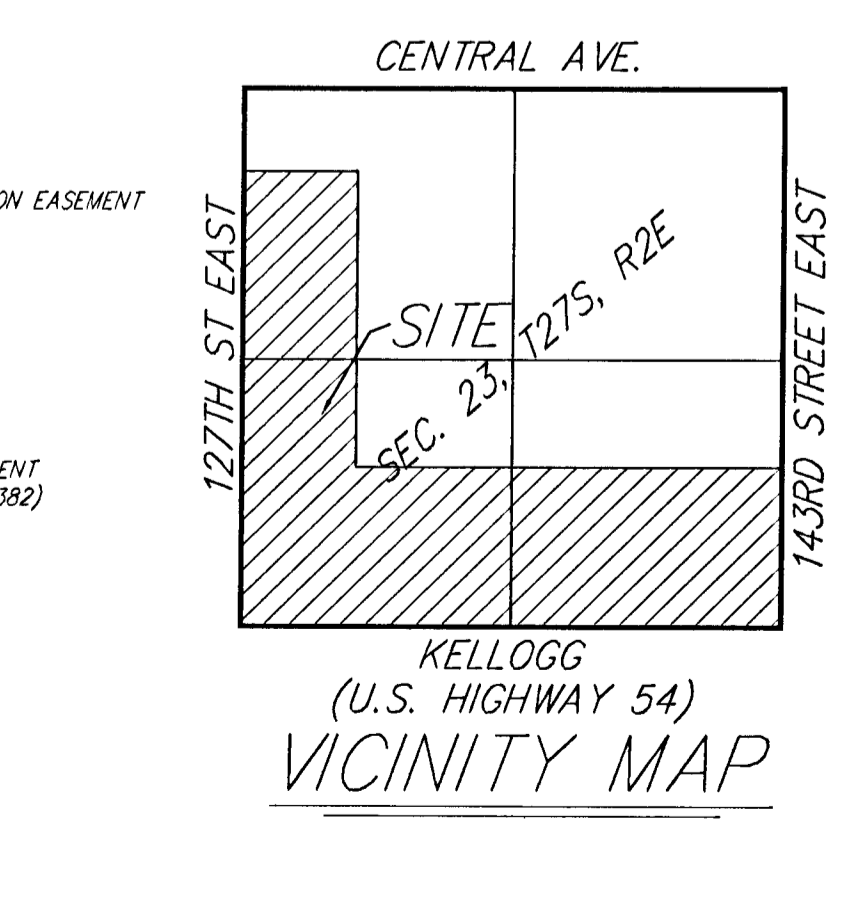 CENTRAL AVE.
ON EASEMENT
127TH ST EAST
143RD STREET EAST
SITE
SEC. 23, T27S, R2E
ENT
382)
KELLOGG
(U.S. HIGHWAY 54)
VICINITY MAP